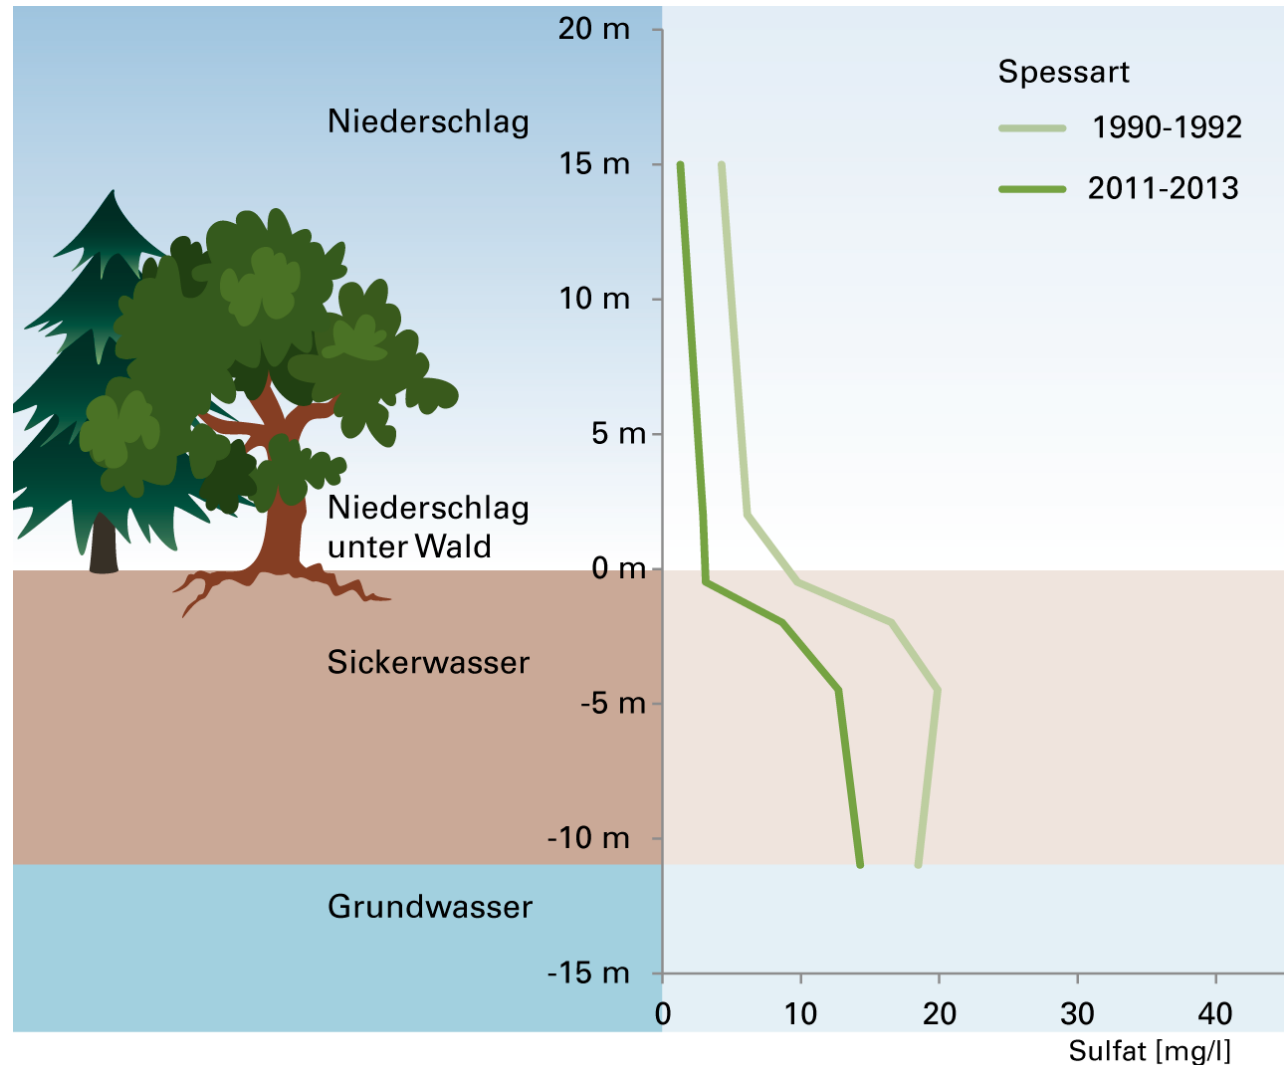 20 m
Niederschlag
15 m
10 m
5 m
Niederschlag
unter Wald
0 m
Sickerwasser
-5 m
-10 m
Grundwasser
-15 m
Spessart
1990-1992
2011-2013
0 10 20 30 40
Sulfat [mg/l]